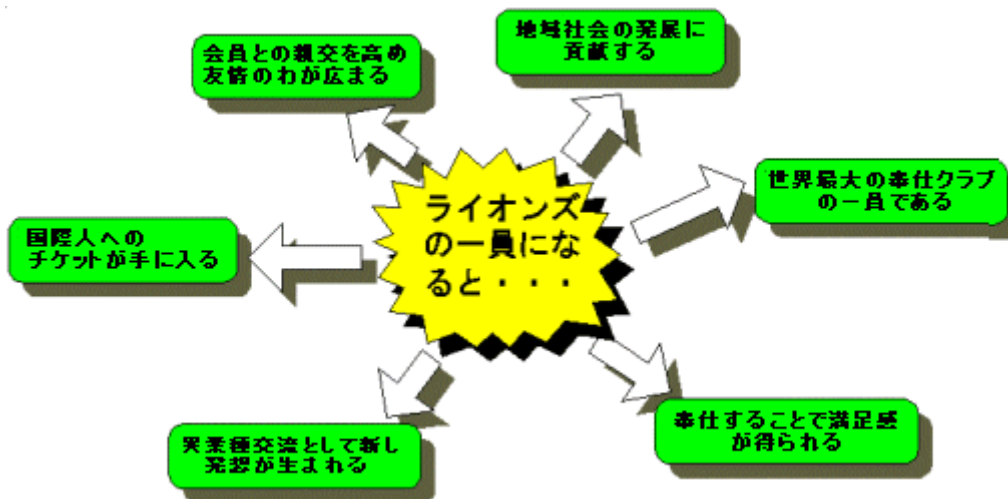 会員との親交を高め
友情のわが広まる
地域社会の発展に
貢献する
世界最大の奉仕クラブ
の一員である
ライオンズ
の一員にな
ると・・・
国際人への
チケットが手に入る
異業種交流として新し
発想が生まれる
奉仕することで満足感
が得られる